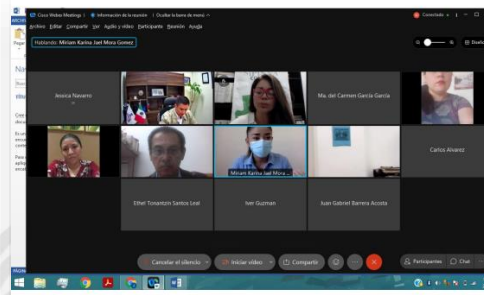 Cisco Webex Meetings
Información de la reunión
Ocultar la barra de menú
Conectado
Archivo Editar Compartir Ver Audio y video Participante Reunión Ayuda
Hablando: Miriam Karina Jael Mora Gomez
Diseño
Jessica Navarro
Ma. del Carmen García García
Miriam Karina Jael Mora ...
Carlos Alvarez
Ethel Tonantzin Santos Leal
Iver Guzman
Juan Gabriel Barrera Acosta
Cancelar el silencio
Iniciar video
Compartir
Participantes
Chat